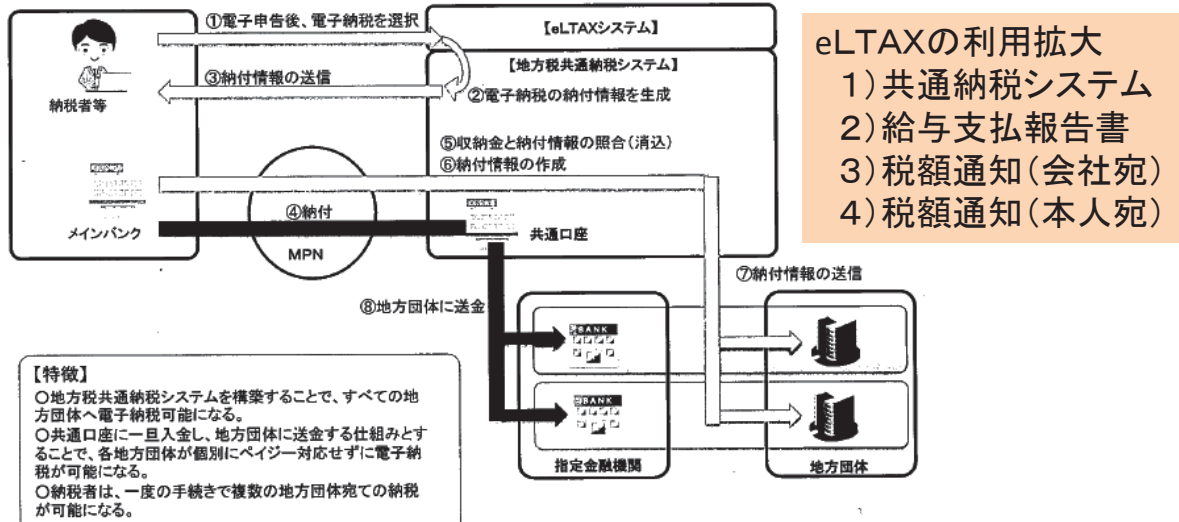 ①電子申告後、電子納税を選択
【eLTAXシステム】
【地方税共通納税システム】
③納付情報の送信
②電子納税の納付情報を生成
納税者等
⑤収納金と納付情報の照合(消込)
⑥納付情報の作成
④納付
メインバンク
MPN
共通口座
⑦納付情報の送信
⑧地方団体に送金
BANK
BANK
指定金融機関
地方団体
【特徴】
○地方税共通納税システムを構築することで、すべての地
方団体へ電子納税可能になる。
○共通口座に一旦入金し、地方団体に送金する仕組みとす
ることで、各地方団体が個別にペイジー対応せずに電子納
税が可能になる。
○納税者は、一度の手続きで複数の地方団体宛ての納税
が可能になる。
eLTAXの利用拡大
1)共通納税システム
2)給与支払報告書
3)税額通知(会社宛)
4)税額通知(本人宛)